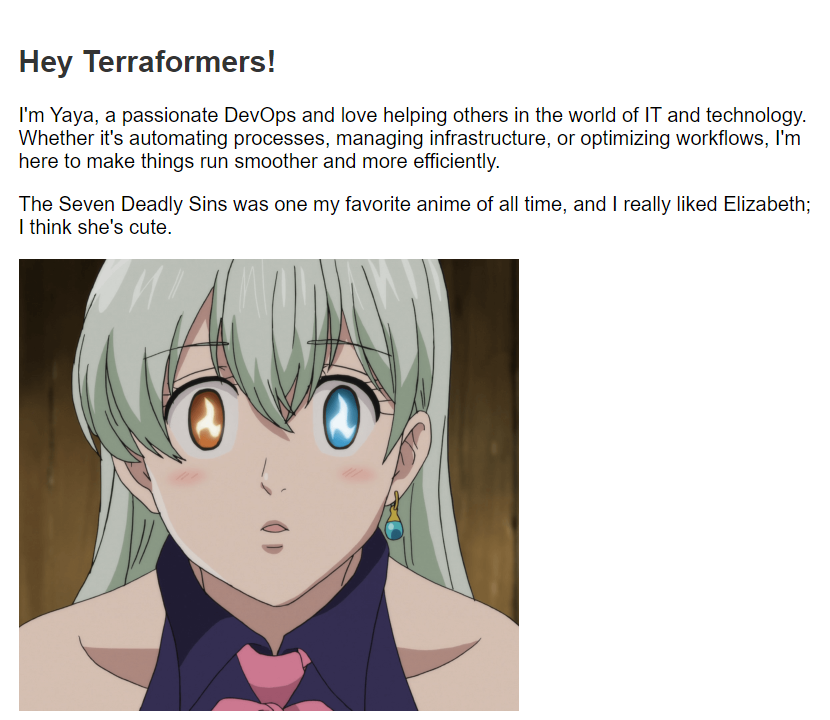 Hey Terraformers!
I'm Yaya, a passionate DevOps and love helping others in the world of IT and technology.
Whether it's automating processes, managing infrastructure, or optimizing workflows, I'm
here to make things run smoother and more efficiently.
The Seven Deadly Sins was one my favorite anime of all time, and I really liked Elizabeth;
I think she's cute.